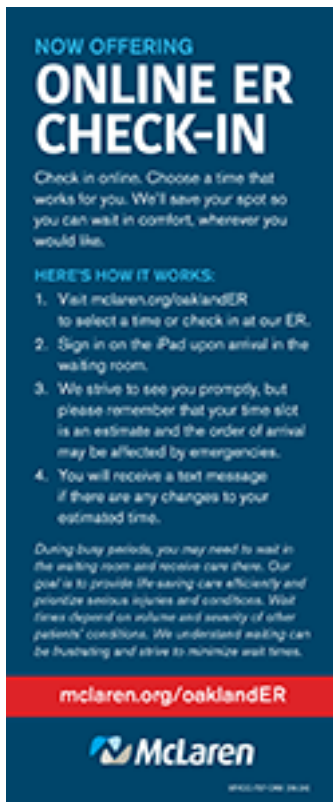 NOW OFFERING
ONLINE ER
CHECK-IN
Check in online. Choose a time that
works for you. We'll save your spot so
you can wait in comfort, wherever you
would like.
HERE'S HOW IT WORKS:
1. Visit mclaren.org/oaklandER
to select a time or check in at our ER.
2. Sign in on the iPad upon arrival in the
waiting room.
3. We strive to see you promptly, but
please remember that your time slot
is an estimate and the order of arrival
may be affected by emergencies.
4. You will receive a text message
if there are any changes to your
estimated time.
During busy periods, you may need to wait in
the waiting room and receive care there. Our
goal is to provide life-saving care efficiently and
prioritize serious injuries and conditions. Wait
times depend on volume and severity of other
patients' conditions. We understand waiting can
be frustrating and strive to minimize wait times.
mclaren.org/oaklandER
McLaren